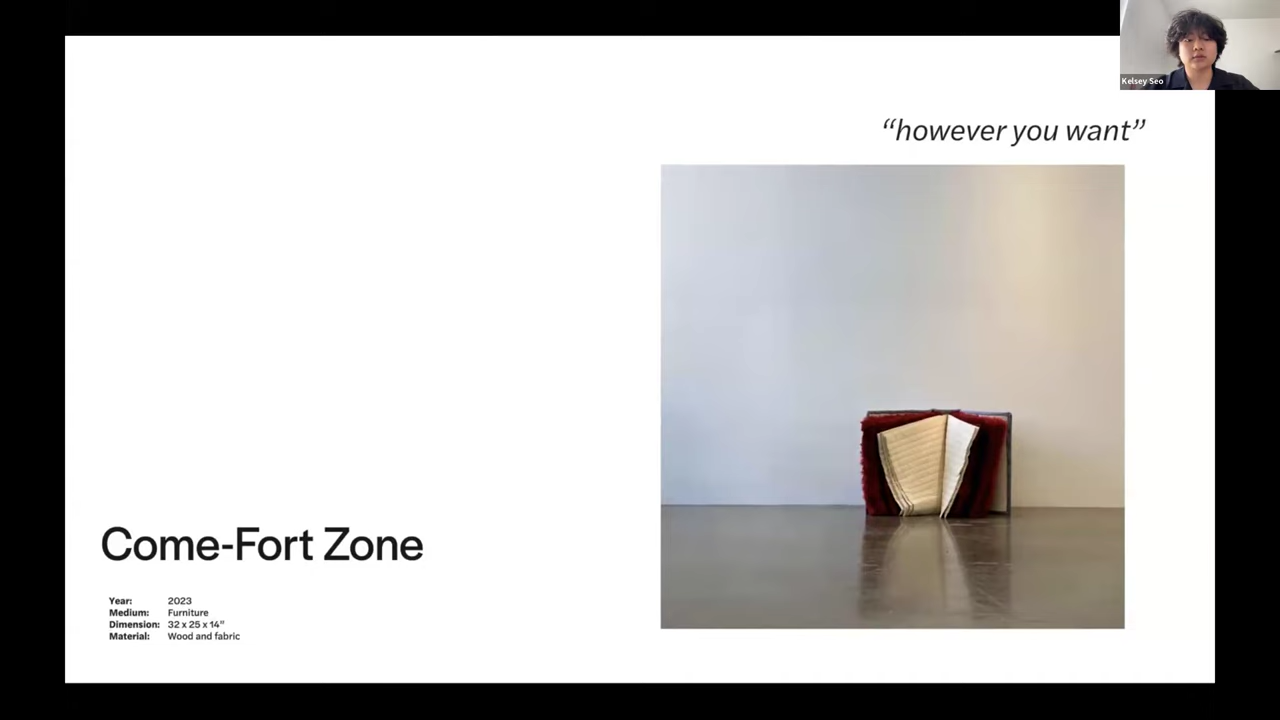 Kelsey Seo
“however you want”
Come-Fort Zone
Year: 2023
Medium: Furniture
Dimension: 32 x 25 x 14"
Material: Wood and fabric